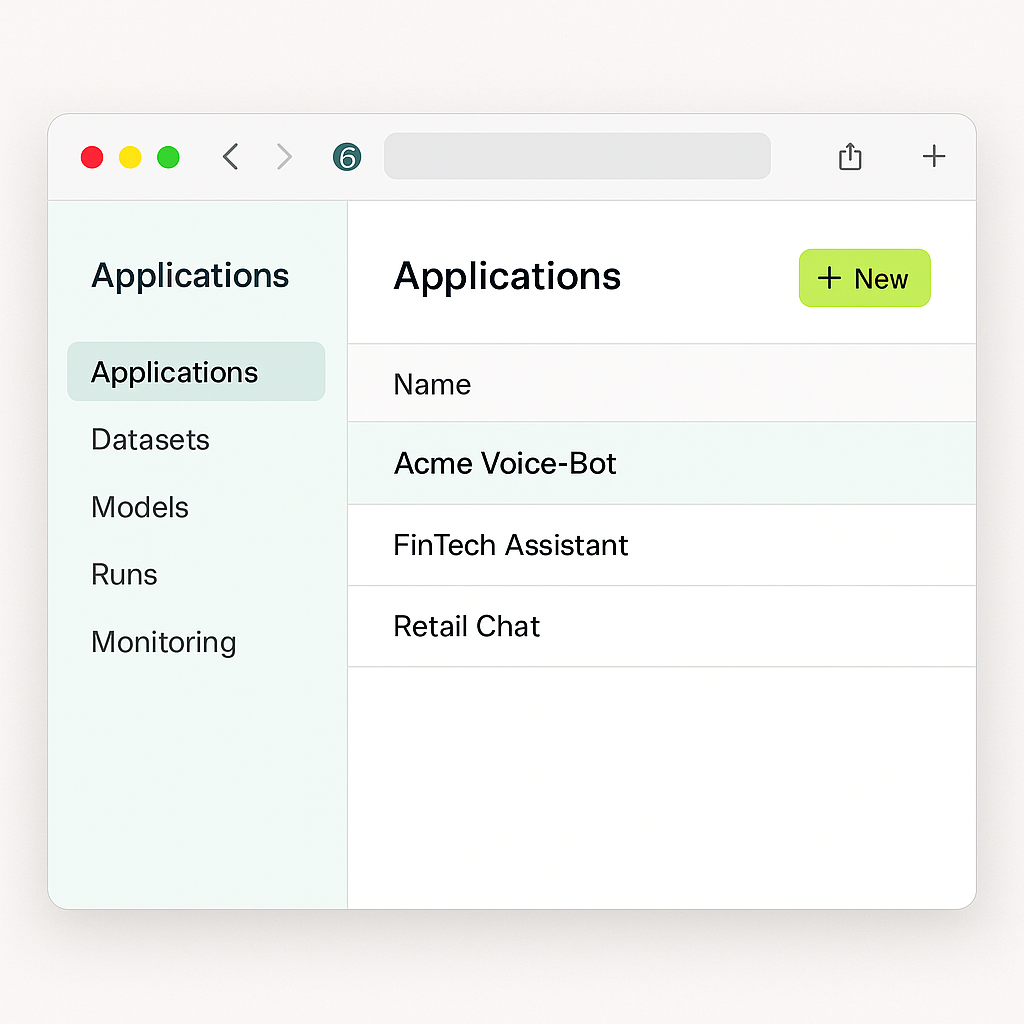 6
Applications
Applications
Datasets
Models
Runs
Monitoring
Applications
+ New
Name
Acme Voice-Bot
FinTech Assistant
Retail Chat